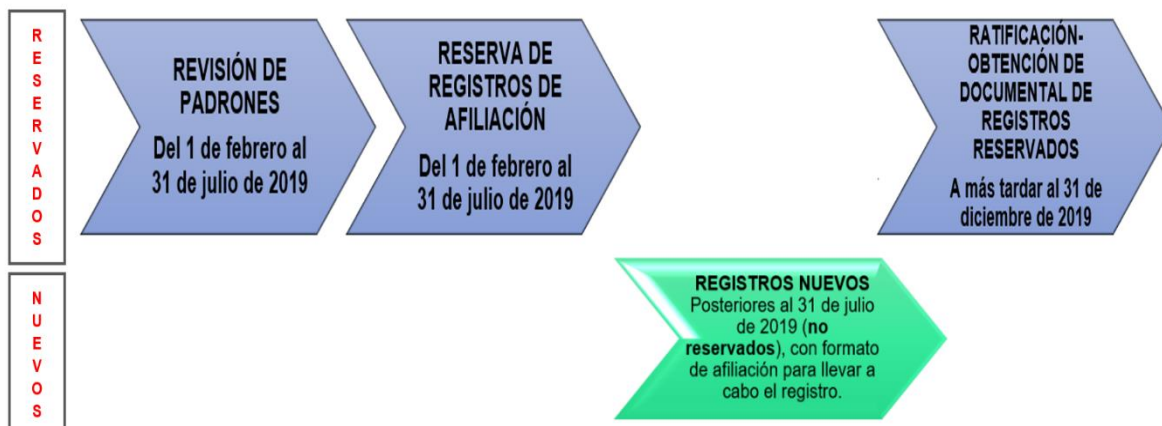 RESERVADOS
REVISIÓN DE
PADRONES
Del 1 de febrero al
31 de julio de 2019
RESERVA DE
REGISTROS DE
AFILIACIÓN
Del 1 de febrero al
31 de julio de 2019
RATIFICACIÓN-
OBTENCIÓN DE
DOCUMENTAL DE
REGISTROS
RESERVADOS
A más tardar al 31 de
diciembre de 2019
NUEVOS
REGISTROS NUEVOS
Posteriores al 31 de julio
de 2019 (no
reservados), con formato
de afiliación para llevar a
cabo el registro.